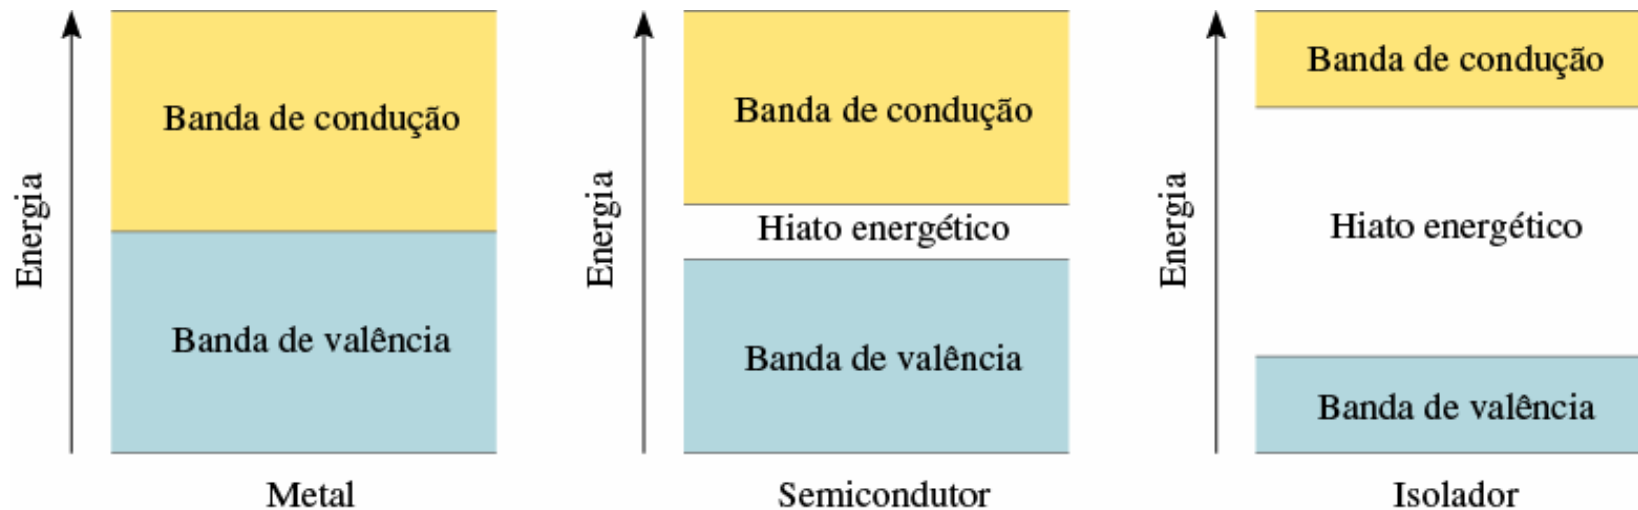 Energia
Banda de condução
Banda de valência
Metal
Energia
Banda de condução
Hiato energético
Banda de valência
Semicondutor
Energia
Banda de condução
Hiato energético
Banda de valência
Isolador